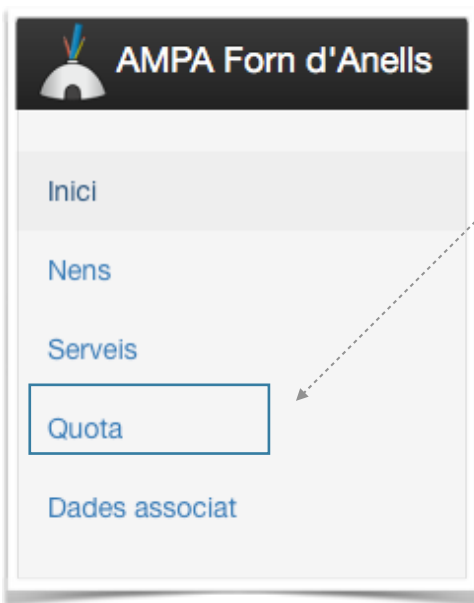 AMPA Forn d'Anells
Inici
Nens
Serveis
Quota
Dades associat